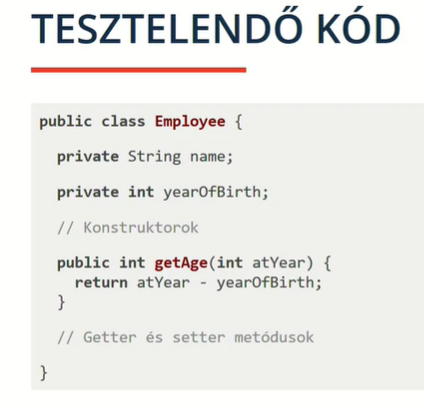 TESZTELENDŐ KÓD
public class Employee {
private String name;
private int yearOfBirth;
// Konstruktorok
public int getAge(int atYear) {
return atYear - yearOfBirth;
}
// Getter és setter metódusok
}